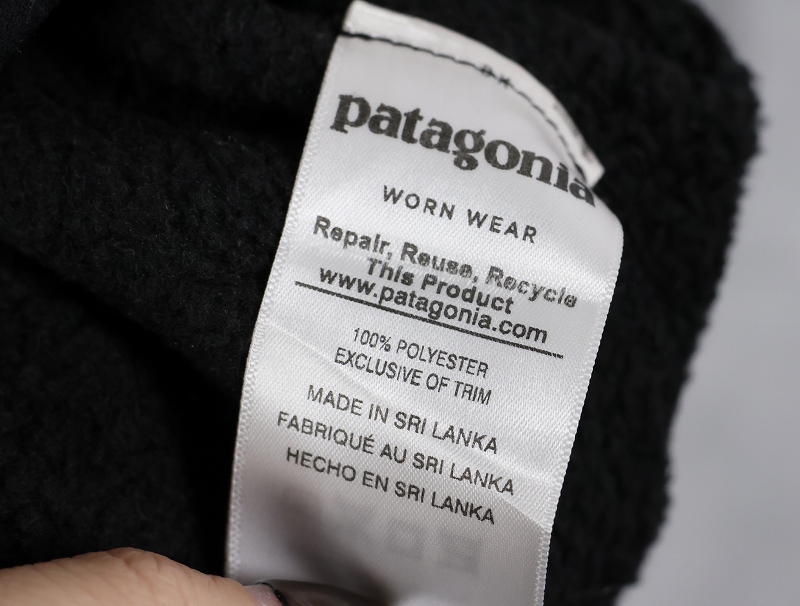 patagonia
WORN WEAR
Repair, Reuse, Recycle
This Product
www.patagonia.com
100% POLYESTER
EXCLUSIVE OF TRIM
MADE IN SRI LANKA
FABRIQUÉ AU SRI LANKA
HECHO EN SRI LANKA